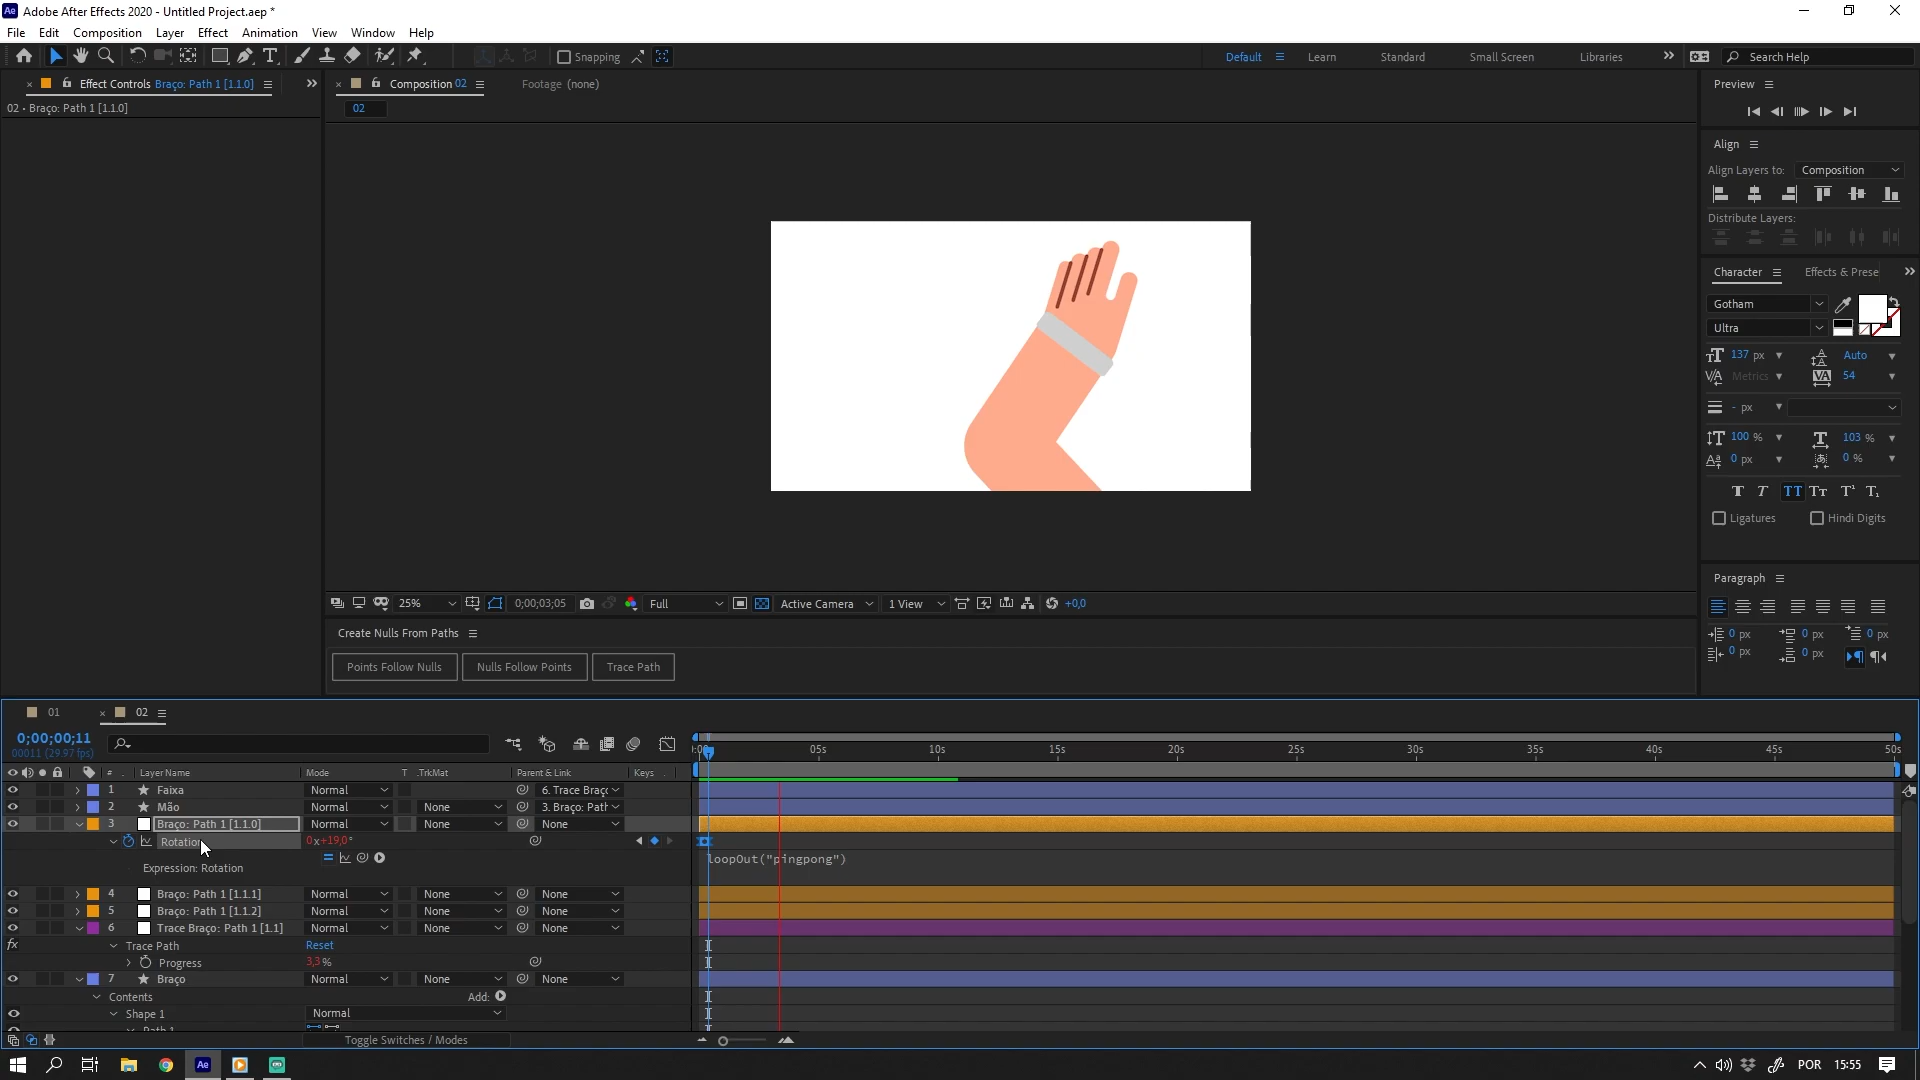 Adobe After Effects 2020 - Untitled Project.aep *
File Edit Composition Layer Effect Animation View Window Help
Snapping
Default Learn Standard Small Screen Libraries Search Help
Effect Controls Braço: Path 1 [1.1.0]
02 • Braço: Path 1 [1.1.0]
Composition 02
Footage (none)
02
25% 0;00;03;05 Full Active Camera 1 View +0,0
Create Nulls From Paths
Points Follow Nulls Nulls Follow Points Trace Path
Preview
Align
Align Layers to: Composition
Distribute Layers:
Character Effects & Prese
Gotham
Ultra
137 px Auto
Metrics 54
- px
100 % 103 %
0 px 0 %
Ligatures Hindi Digits
Paragraph
0 px 0 px 0 px
0 px 0 px
01 02
0;00;00;11
00011 (29.97 fps)
05s 10s 15s 20s 25s 30s 35s 40s 45s 50s
# Layer Name Mode T .TrkMat Parent & Link Keys
1 Faixa Normal 6. Trace Braç
2 Mão Normal None 3. Braço: Path
3 Braço: Path 1 [1.1.0] Normal None None
Rotation 0x+19,0°
Expression: Rotation
loopOut("pingpong")
4 Braço: Path 1 [1.1.1] Normal None None
5 Braço: Path 1 [1.1.2] Normal None None
6 Trace Braço: Path 1 [1.1] Normal None None
fx Trace Path Reset
Progress 3,3 %
7 Braço Normal None None
Contents Add:
Shape 1 Normal
Path 1
Toggle Switches / Modes
POR 15:55